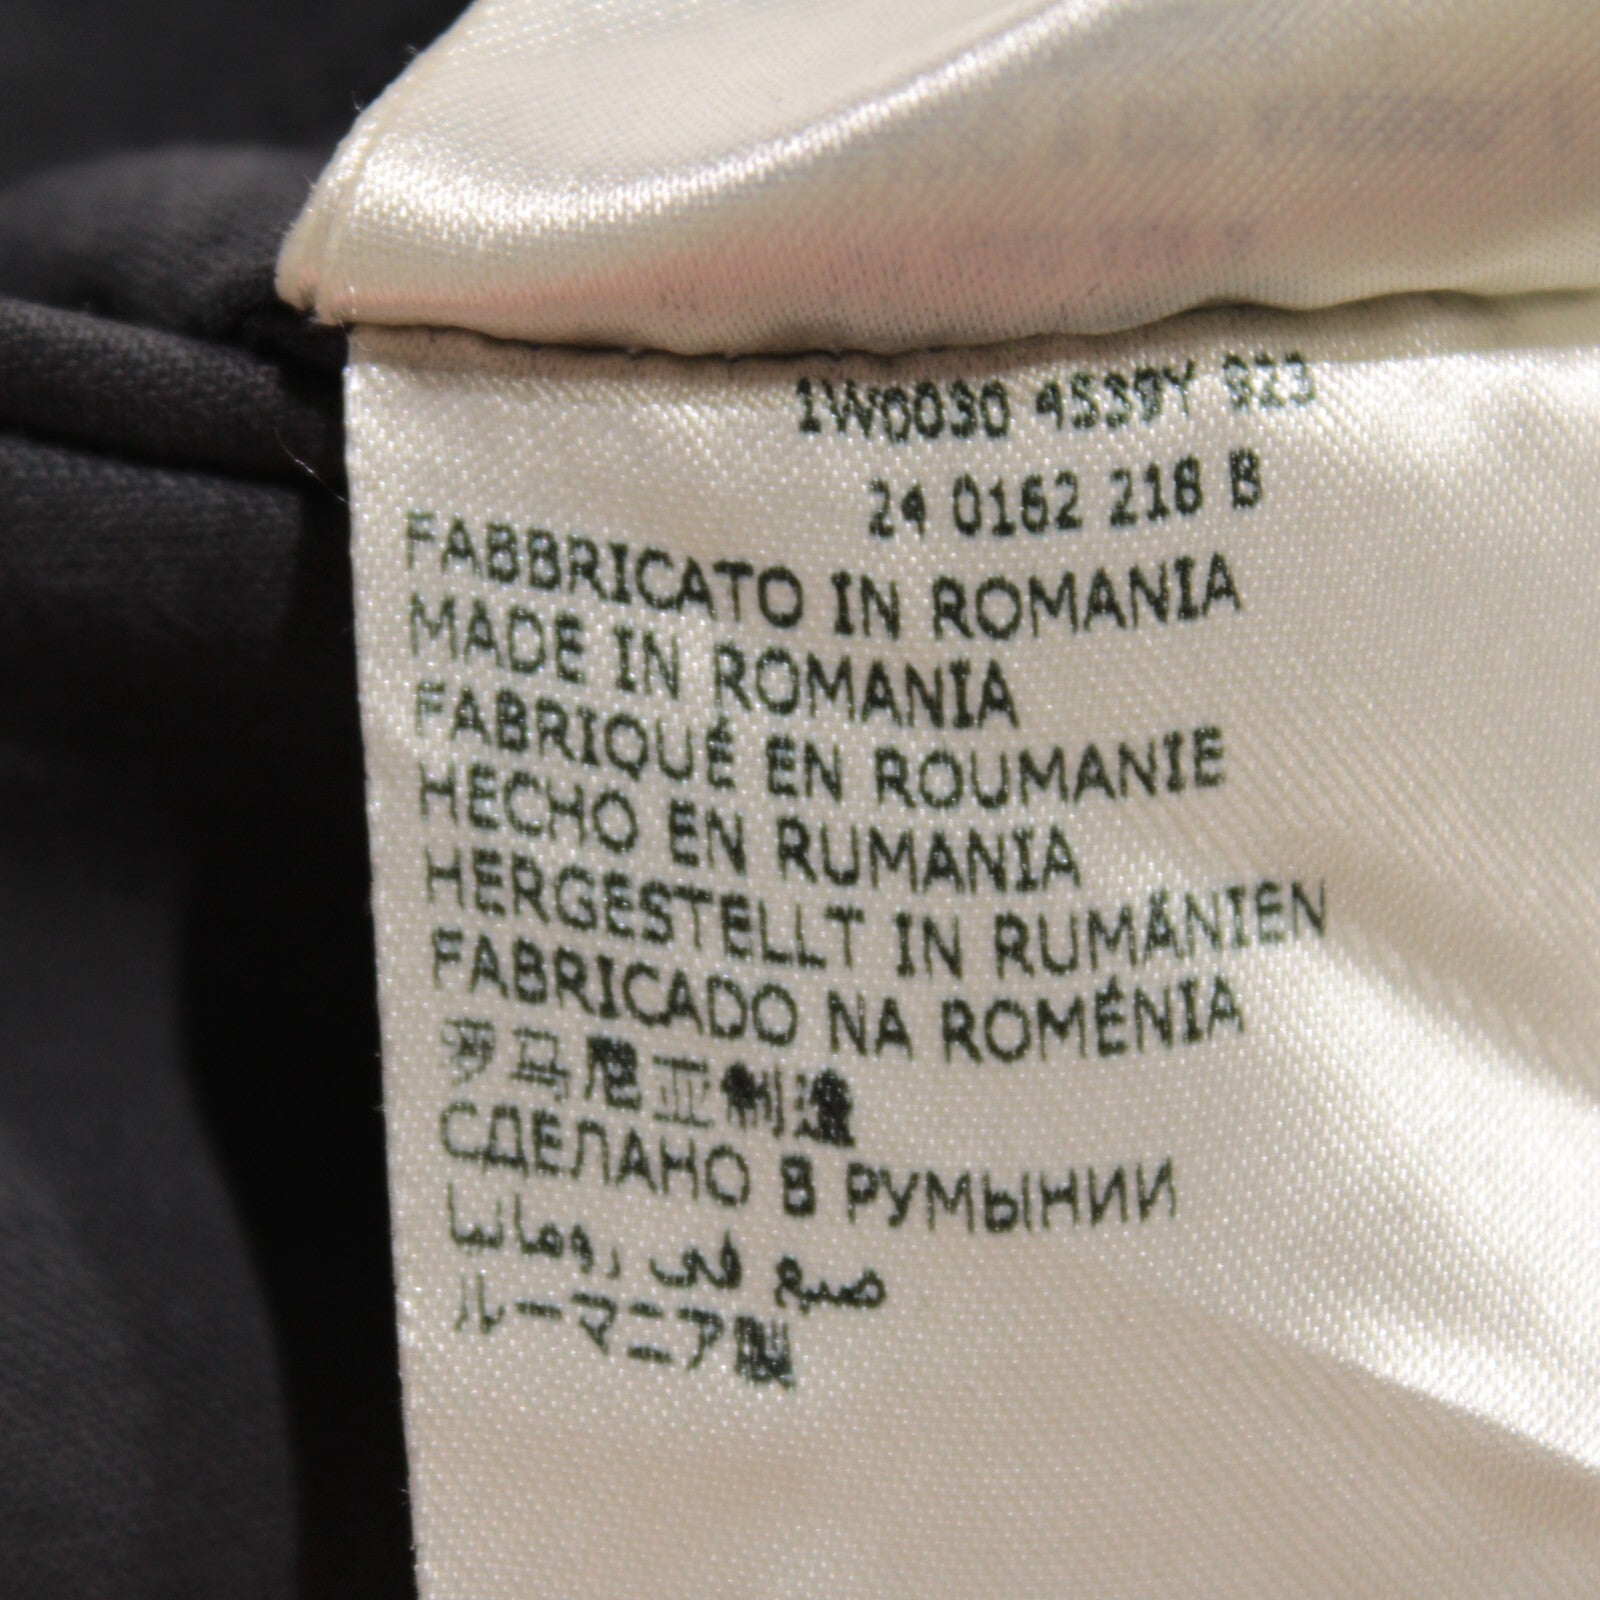 1W0030 4539Y 923
24 0162 218 B
FABBRICATO IN ROMANIA
MADE IN ROMANIA
FABRIQUÉ EN ROUMANIE
HECHO EN RUMANIA
HERGESTELLT IN RUMÄNIEN
FABRICADO NA ROMÉNIA
罗马尼亚制造
СДЕЛАНО В РУМЫНИИ
صنع في رومانيا
ルーマニア製